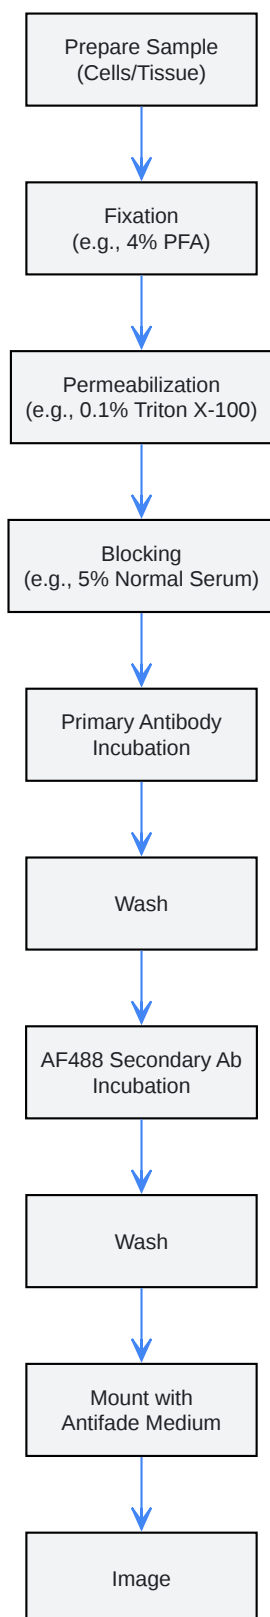 Prepare Sample
(Cells/Tissue)
Fixation
(e.g., 4% PFA)
Permeabilization
(e.g., 0.1% Triton X-100)
Blocking
(e.g., 5% Normal Serum)
Primary Antibody
Incubation
Wash
AF488 Secondary Ab
Incubation
Wash
Mount with
Antifade Medium
Image